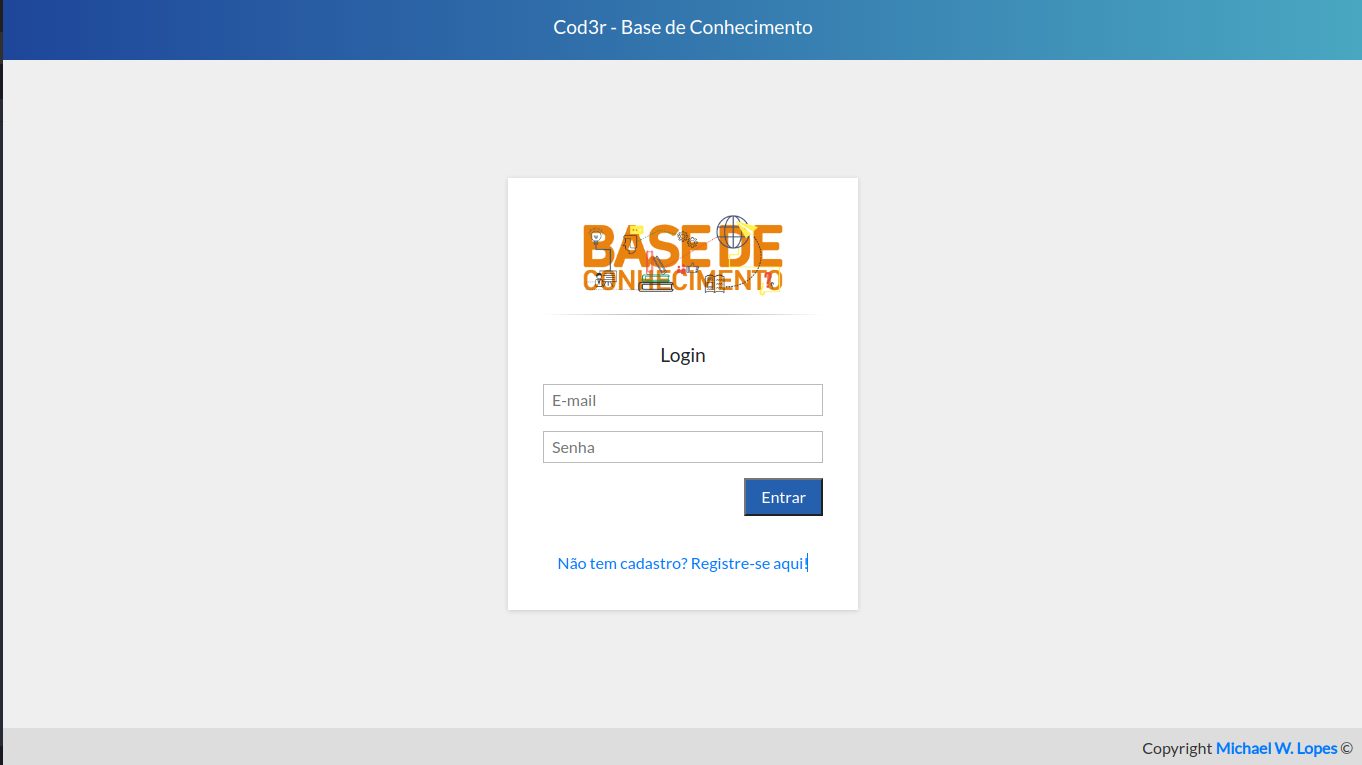 Cod3r - Base de Conhecimento
BASE DE
CONHECIMENTO
Login
E-mail
Senha
Entrar
Não tem cadastro? Registre-se aqui!
Copyright Michael W. Lopes ©